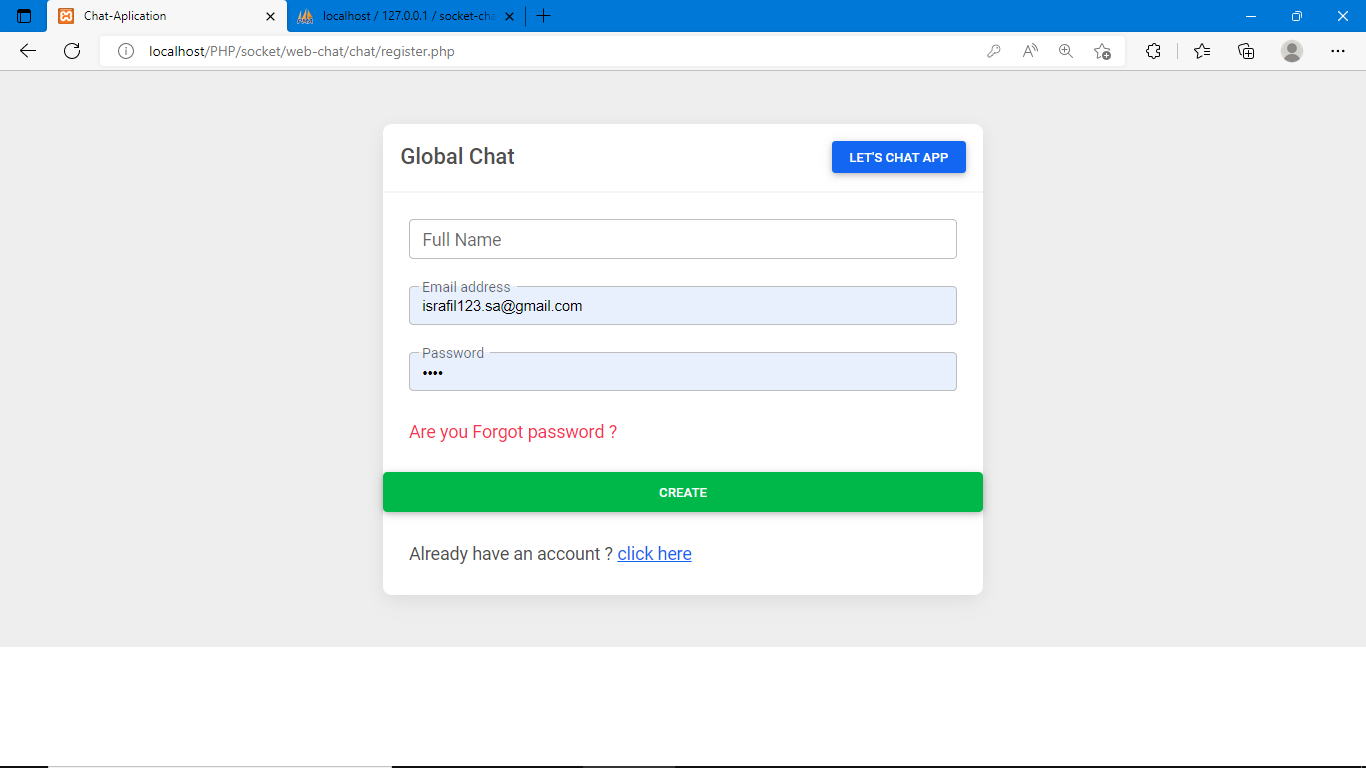 Chat-Aplication
localhost / 127.0.0.1 / socket-cha
localhost/PHP/socket/web-chat/chat/register.php
Global Chat
LET'S CHAT APP
Full Name
Email address
israfil123.sa@gmail.com
Password
••••
Are you Forgot password ?
CREATE
Already have an account ? click here